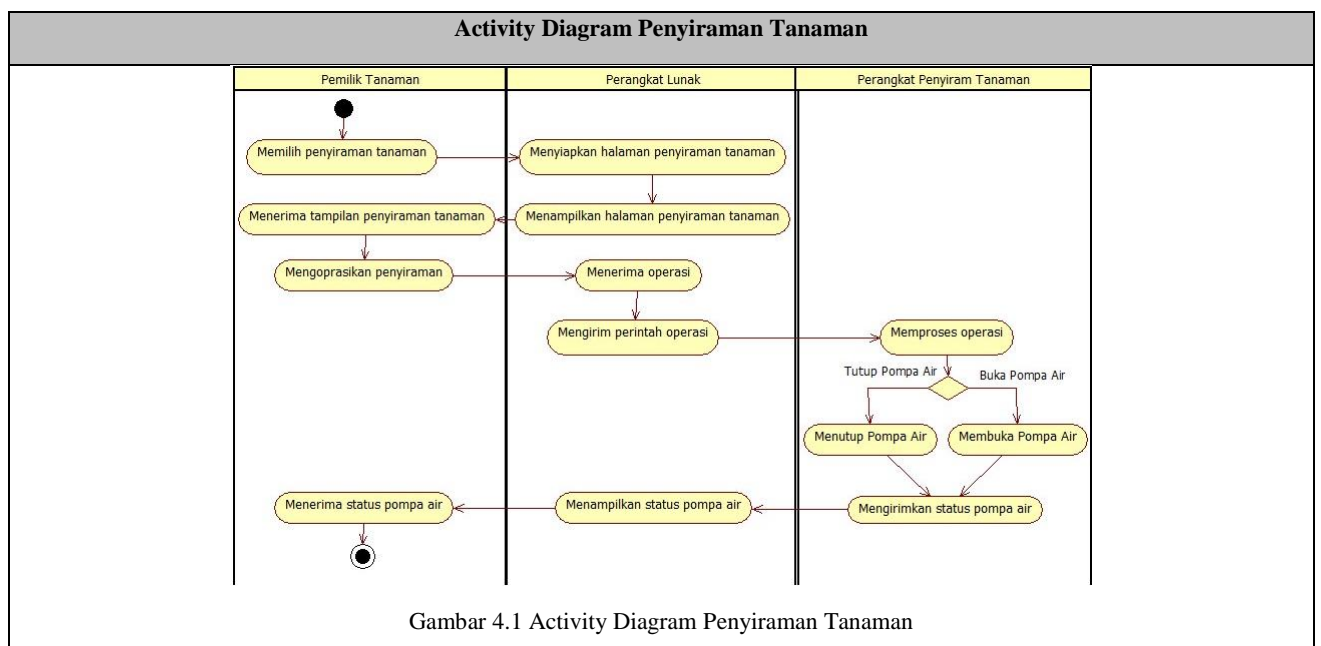 Activity Diagram Penyiraman Tanaman
Pemilik Tanaman
Perangkat Lunak
Perangkat Penyiram Tanaman
Memilih penyiraman tanaman
Menyiapkan halaman penyiraman tanaman
Menerima tampilan penyiraman tanaman
Menampilkan halaman penyiraman tanaman
Mengoprasikan penyiraman
Menerima operasi
Mengirim perintah operasi
Memproses operasi
Tutup Pompa Air
Buka Pompa Air
Menutup Pompa Air
Membuka Pompa Air
Menerima status pompa air
Menampilkan status pompa air
Mengirimkan status pompa air
Gambar 4.1 Activity Diagram Penyiraman Tanaman